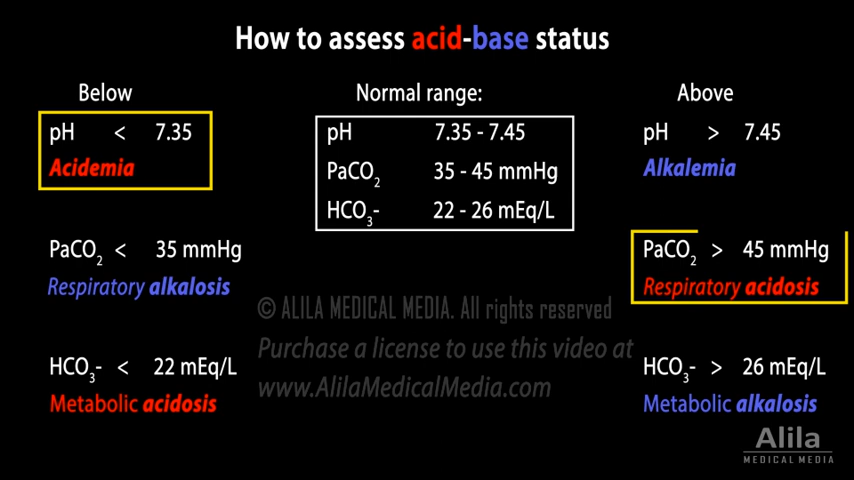 How to assess acid-base status
Below
pH < 7.35
Acidemia
PaCO₂ < 35 mmHg
Respiratory alkalosis
HCO₃- < 22 mEq/L
Metabolic acidosis
Normal range:
pH 7.35 - 7.45
PaCO₂ 35 - 45 mmHg
HCO₃- 22 - 26 mEq/L
Above
pH > 7.45
Alkalemia
PaCO₂ > 45 mmHg
Respiratory acidosis
HCO₃- > 26 mEq/L
Metabolic alkalosis
© ALILA MEDICAL MEDIA. All rights reserved
Purchase a license to use this video at
www.AlilaMedicalMedia.com
Alila
MEDICAL MEDIA